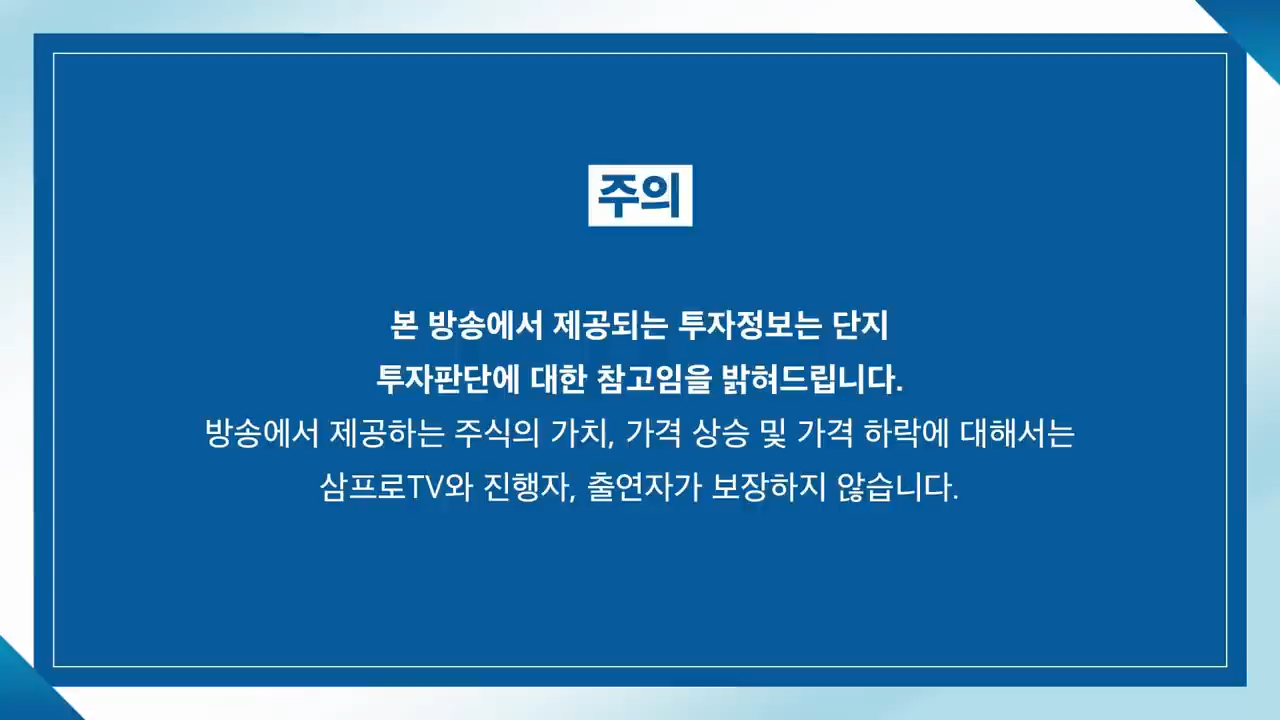 주의
본 방송에서 제공되는 투자정보는 단지
투자판단에 대한 참고임을 밝혀드립니다.
방송에서 제공하는 주식의 가치, 가격 상승 및 가격 하락에 대해서는
삼프로TV와 진행자, 출연자가 보장하지 않습니다.